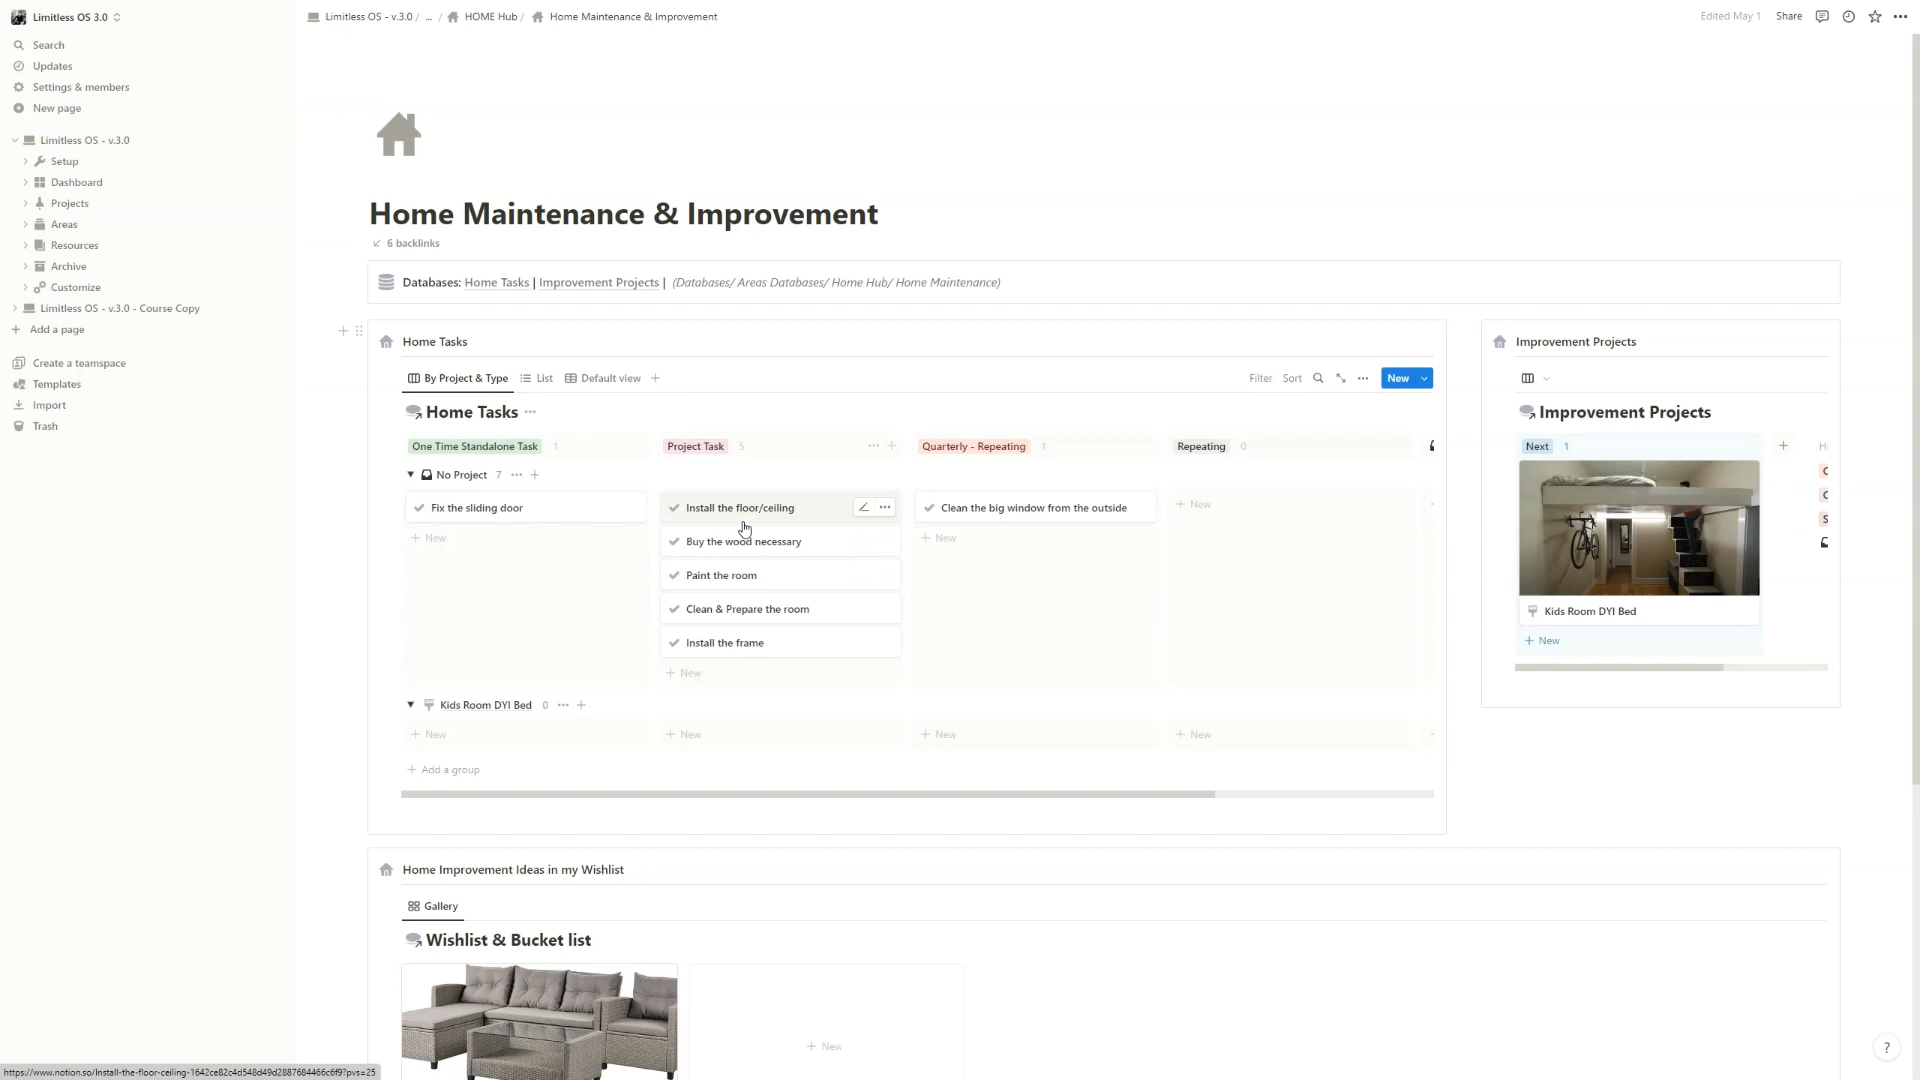 Limitless OS 3.0
Search
Updates
Settings & members
New page
Limitless OS - v.3.0
Setup
Dashboard
Projects
Areas
Resources
Archive
Customize
Limitless OS - v.3.0 - Course Copy
Add a page
Create a teamspace
Templates
Import
Trash
Limitless OS - v.3.0 / ... / HOME Hub / Home Maintenance & Improvement
Edited May 1 Share
Home Maintenance & Improvement
6 backlinks
Databases: Home Tasks | Improvement Projects | (Databases/ Areas Databases/ Home Hub/ Home Maintenance)
Home Tasks
By Project & Type List Default view
Filter Sort New
Home Tasks
One Time Standalone Task 1 Project Task 5 Quarterly - Repeating 1 Repeating 0
No Project 7
Fix the sliding door
+ New
Install the floor/ceiling
Buy the wood necessary
Paint the room
Clean & Prepare the room
Install the frame
+ New
Clean the big window from the outside
+ New
+ New
Kids Room DYI Bed 0
+ New + New + New + New
+ Add a group
Improvement Projects
Improvement Projects
Next 1
Kids Room DYI Bed
+ New
Home Improvement Ideas in my Wishlist
Gallery
Wishlist & Bucket list
+ New
?
https://www.notion.so/Install-the-floor-ceiling-1642ce82c4d548d49d2887684466c6f9?pvs=25